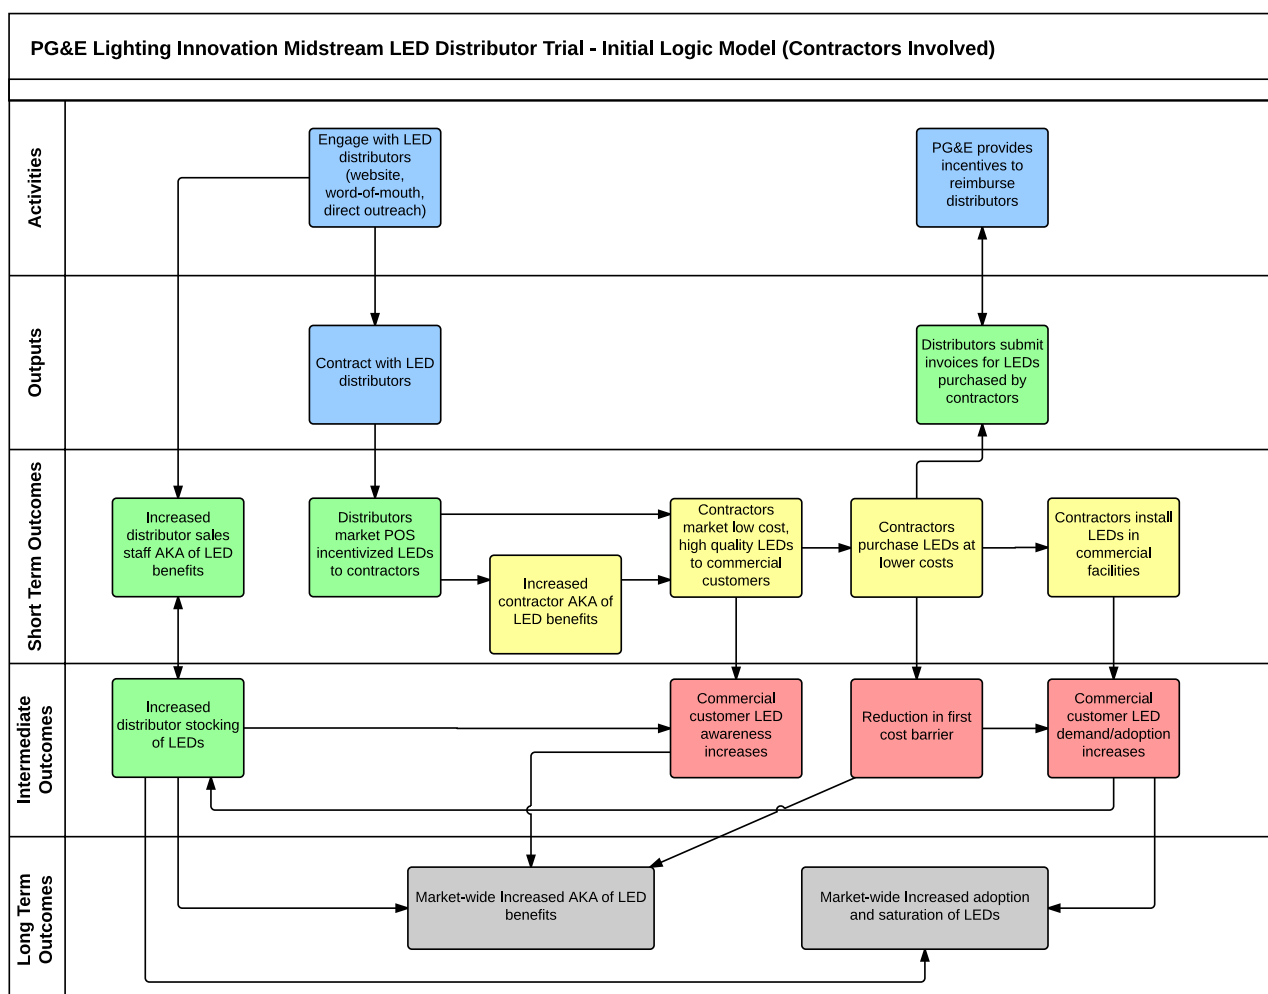 PG&E Lighting Innovation Midstream LED Distributor Trial - Initial Logic Model (Contractors Involved)
Activities
Engage with LED
distributors
(website,
word-of-mouth,
direct outreach)
PG&E provides
incentives to
reimburse
distributors
Outputs
Contract with LED
distributors
Distributors submit
invoices for LEDs
purchased by
contractors
Short Term Outcomes
Increased
distributor sales
staff AKA of LED
benefits
Distributors
market POS
incentivized LEDs
to contractors
Increased
contractor AKA of
LED benefits
Contractors
market low cost,
high quality LEDs
to commercial
customers
Contractors
purchase LEDs at
lower costs
Contractors install
LEDs in
commercial
facilities
Intermediate
Outcomes
Increased
distributor stocking
of LEDs
Commercial
customer LED
awareness
increases
Reduction in first
cost barrier
Commercial
customer LED
demand/adoption
increases
Long Term
Outcomes
Market-wide Increased AKA of LED
benefits
Market-wide Increased adoption
and saturation of LEDs